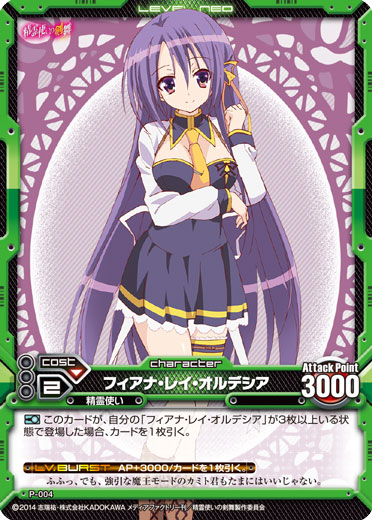 LEVEL NEO
精霊使いの剣舞
cost
2
character
フィアナ・レイ・オルデシア
精霊使い
Attack Point
3000
このカードが、自分の「フィアナ・レイ・オルデシア」が3枚以上いる状
態で登場した場合、カードを1枚引く。
LV.BURST AP+3000/カードを1枚引く。
ふふっ、でも、強引な魔王モードのカミト君もたまにはいいじゃない。
P-004
©2014 志瑞祐・株式会社KADOKAWA メディアファクトリー刊/精霊使いの剣舞製作委員会